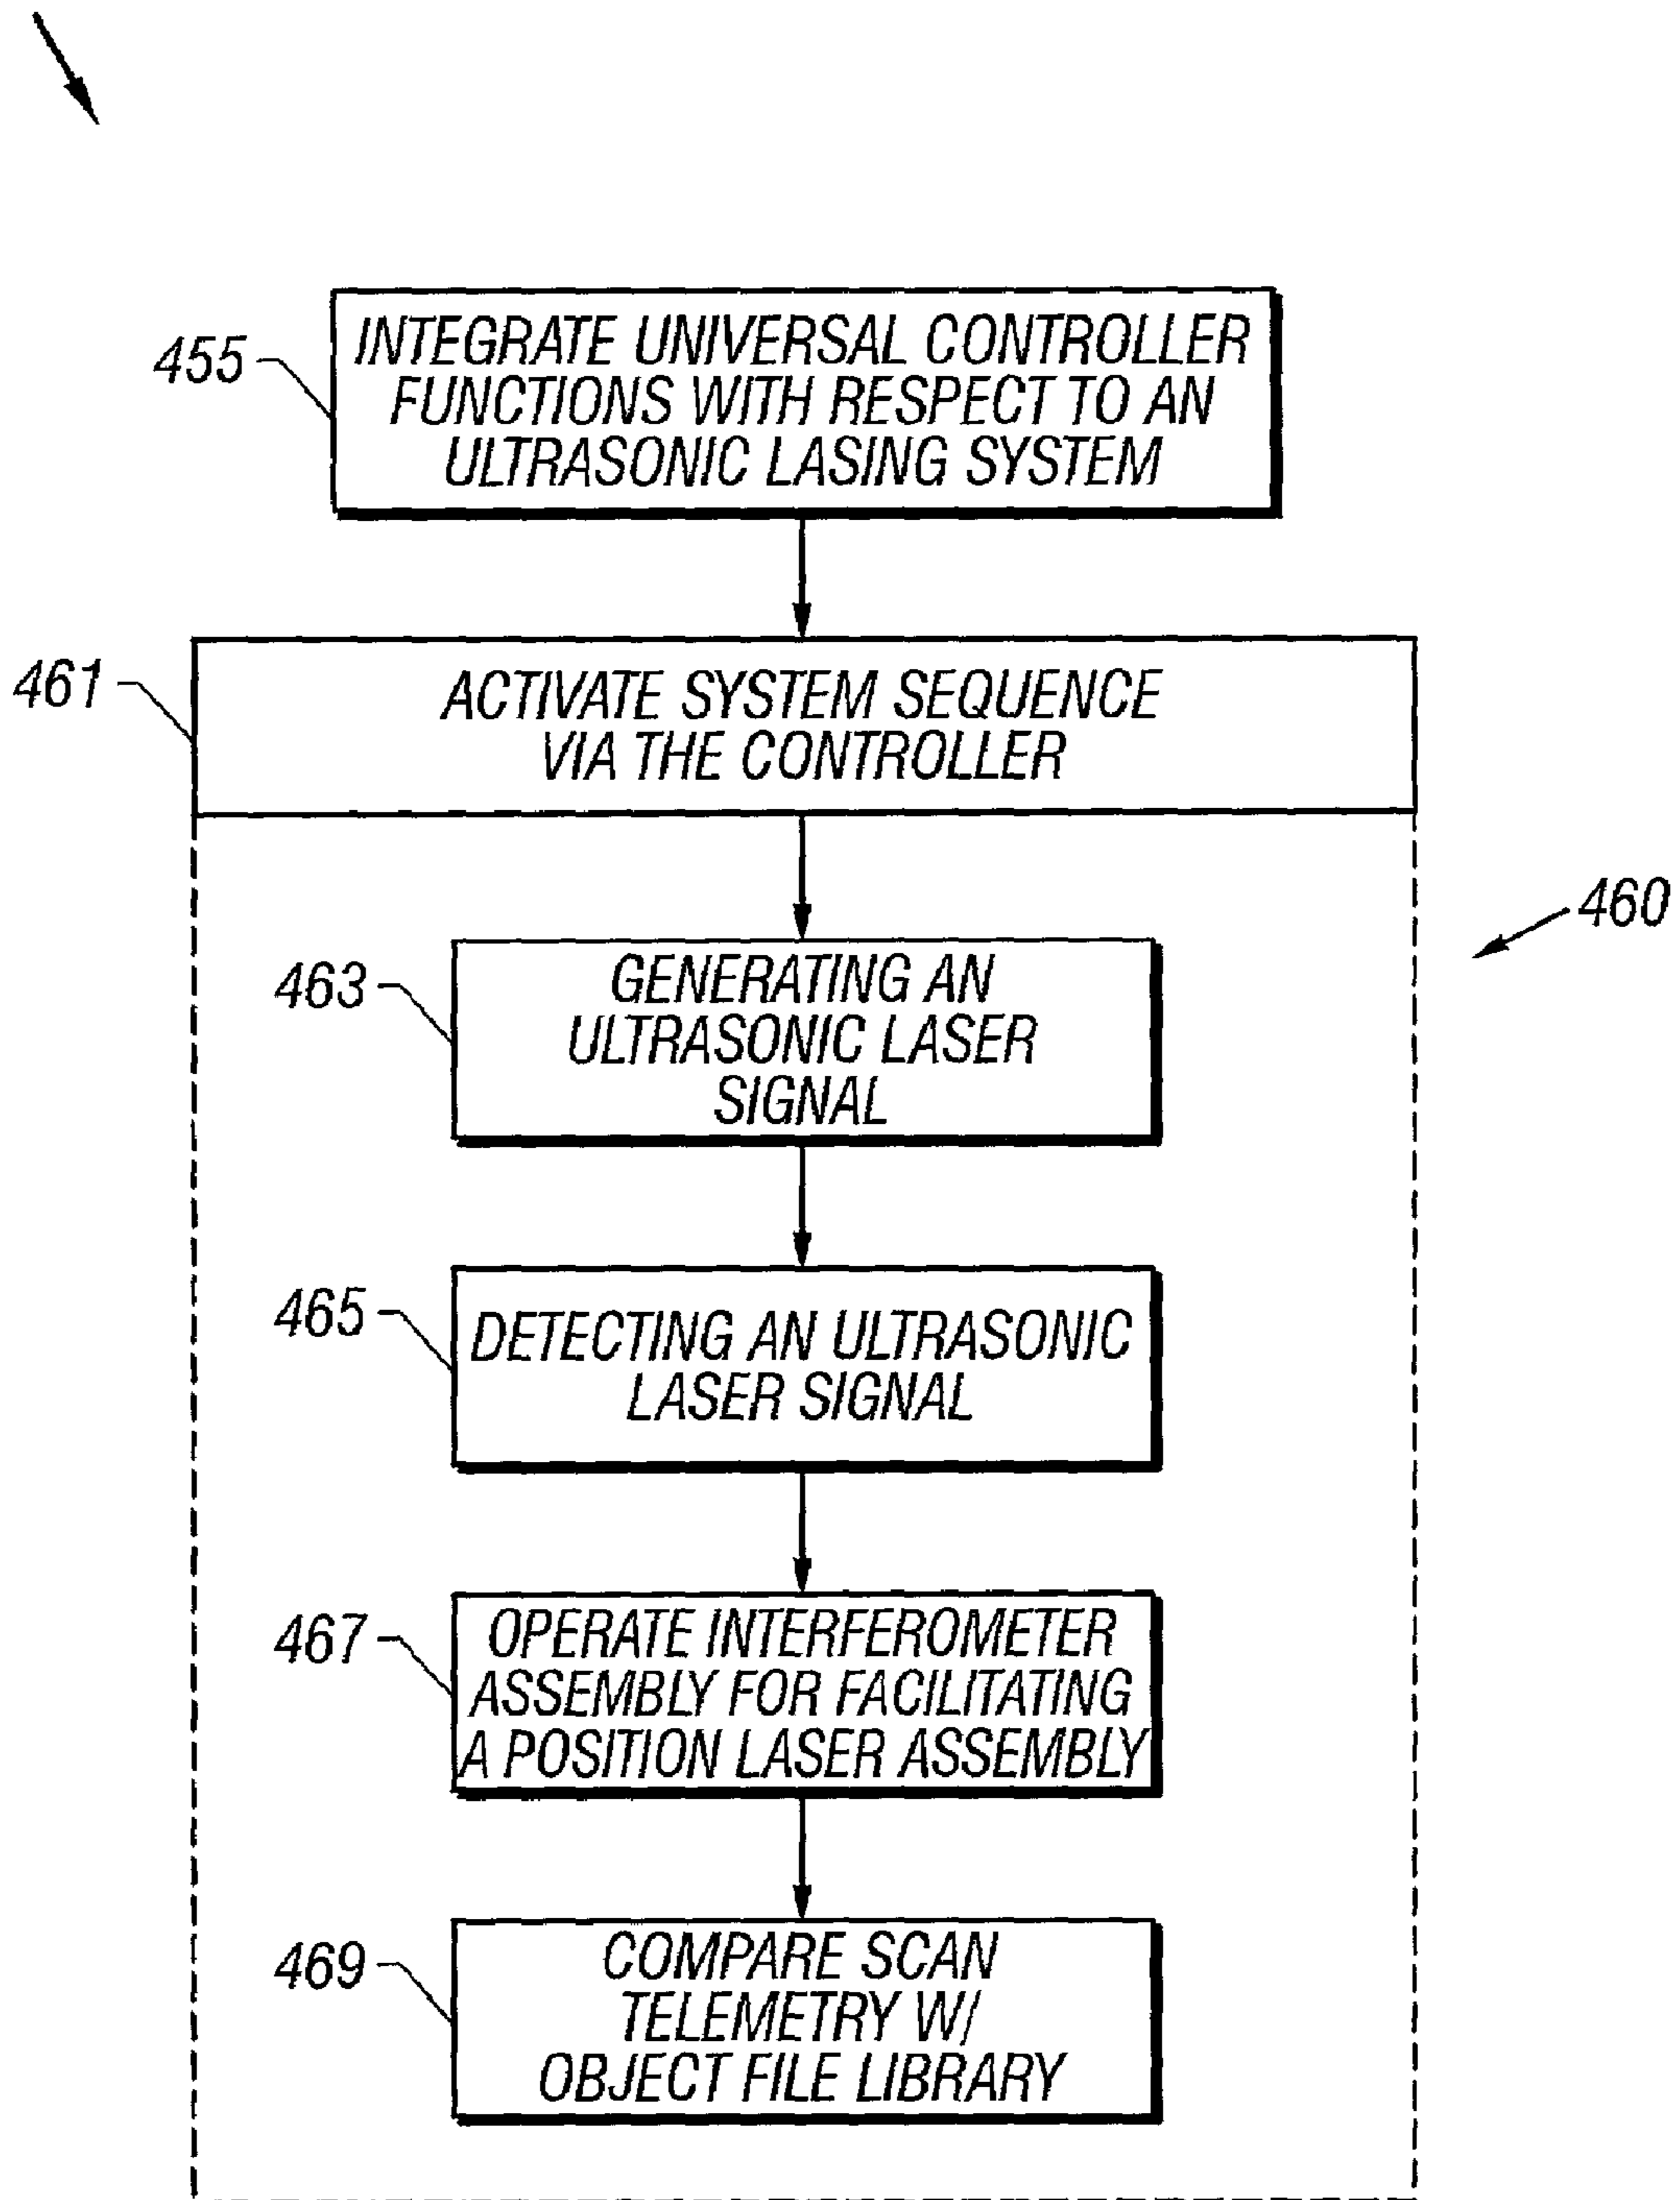 455
INTEGRATE UNIVERSAL CONTROLLER
FUNCTIONS WITH RESPECT TO AN
ULTRASONIC LASING SYSTEM
461
ACTIVATE SYSTEM SEQUENCE
VIA THE CONTROLLER
460
463
GENERATING AN
ULTRASONIC LASER
SIGNAL
465
DETECTING AN ULTRASONIC
LASER SIGNAL
467
OPERATE INTERFEROMETER
ASSEMBLY FOR FACILITATING
A POSITION LASER ASSEMBLY
469
COMPARE SCAN
TELEMETRY W/
OBJECT FILE LIBRARY